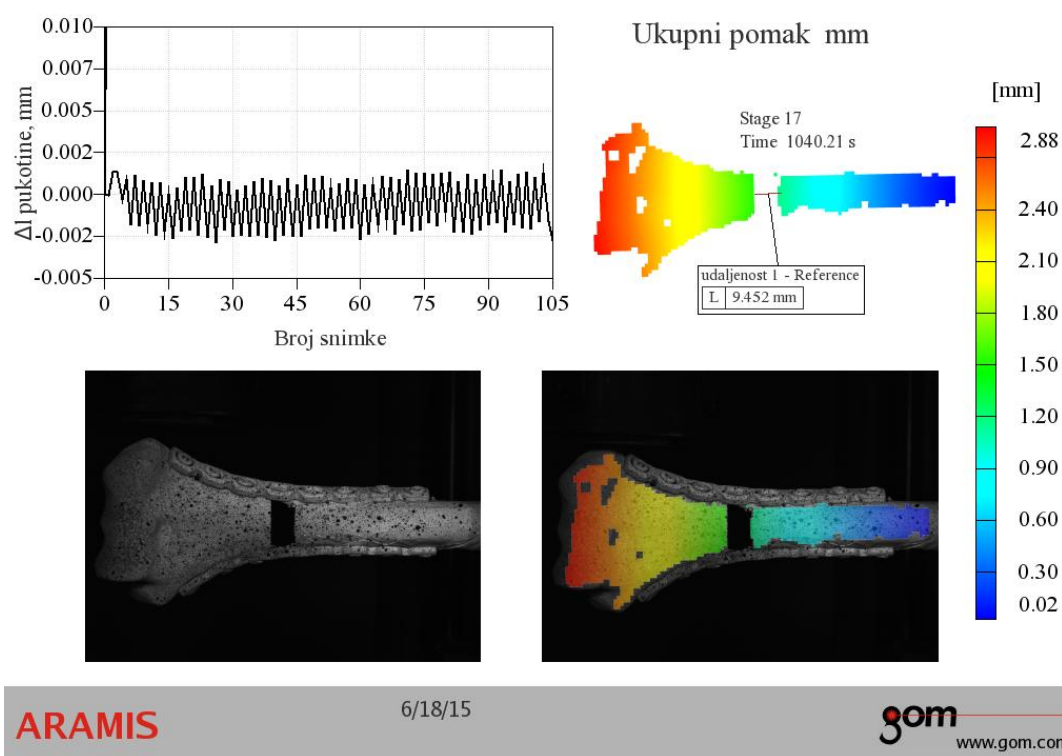 Ukupni pomak mm
0.010
0.007
0.005
0.002
0.000
-0.002
-0.005
Δl pukotine, mm
0 15 30 45 60 75 90 105
Broj snimke
Stage 17
Time 1040.21 s
udaljenost 1 - Reference
L 9.452 mm
[mm]
2.88
2.40
2.10
1.80
1.50
1.20
0.90
0.60
0.30
0.02
ARAMIS
6/18/15
gom
www.gom.com